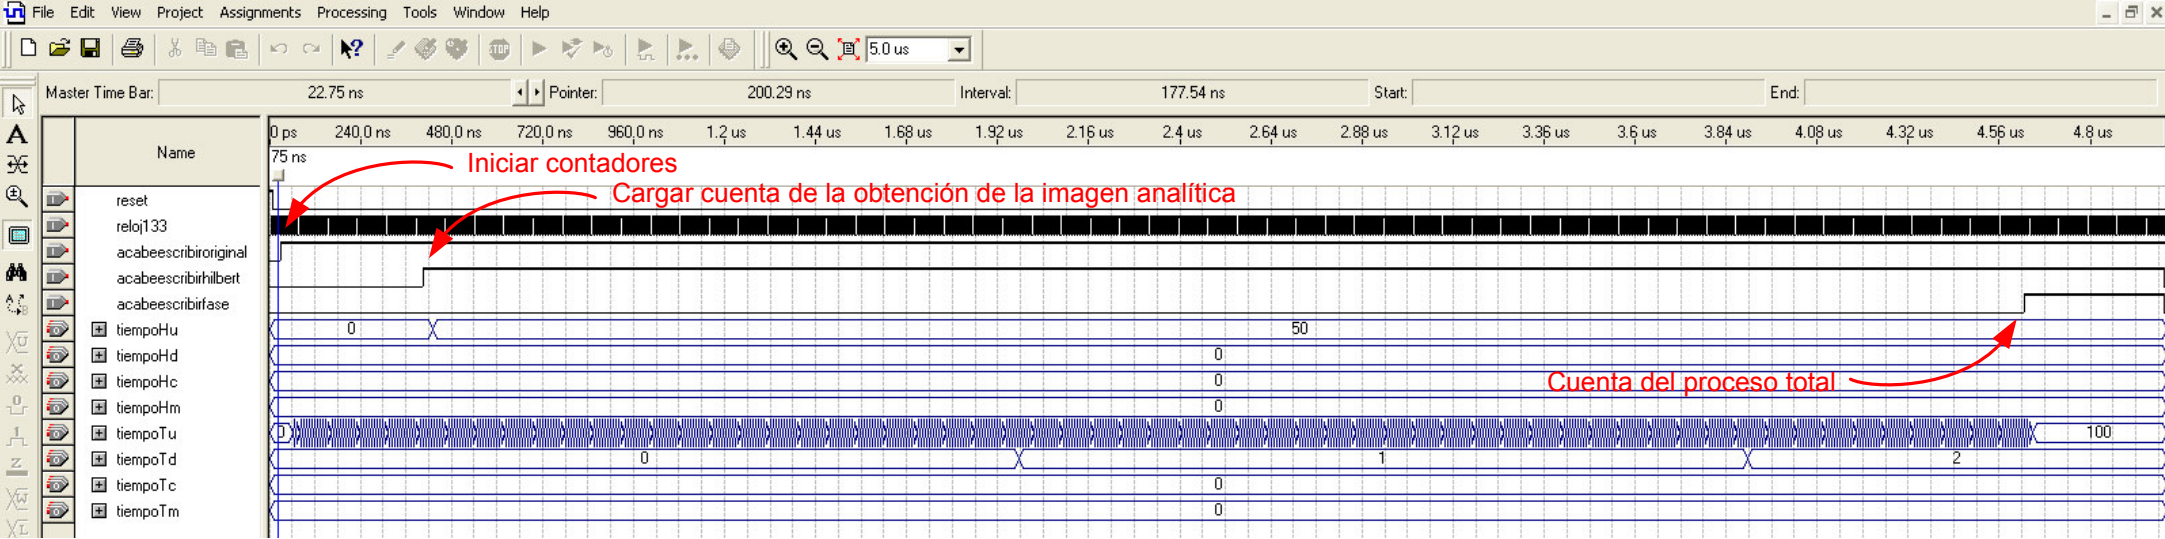 File Edit View Project Assignments Processing Tools Window Help
5.0 us
Master Time Bar: 22.75 ns Pointer: 200.29 ns Interval: 177.54 ns Start: End:
Name
0 ps 240.0 ns 480.0 ns 720.0 ns 960.0 ns 1.2 us 1.44 us 1.68 us 1.92 us 2.16 us 2.4 us 2.64 us 2.88 us 3.12 us 3.36 us 3.6 us 3.84 us 4.08 us 4.32 us 4.56 us 4.8 us
75 ns
Iniciar contadores
Cargar cuenta de la obtención de la imagen analítica
reset
reloj133
acabeescribiroriginal
acabeescribirhilbert
acabeescribirfase
tiempoHu 0 50
tiempoHd 0
tiempoHc 0
Cuenta del proceso total
tiempoHm 0
tiempoTu 0 100
tiempoTd 0 1 2
tiempoTc 0
tiempoTm 0